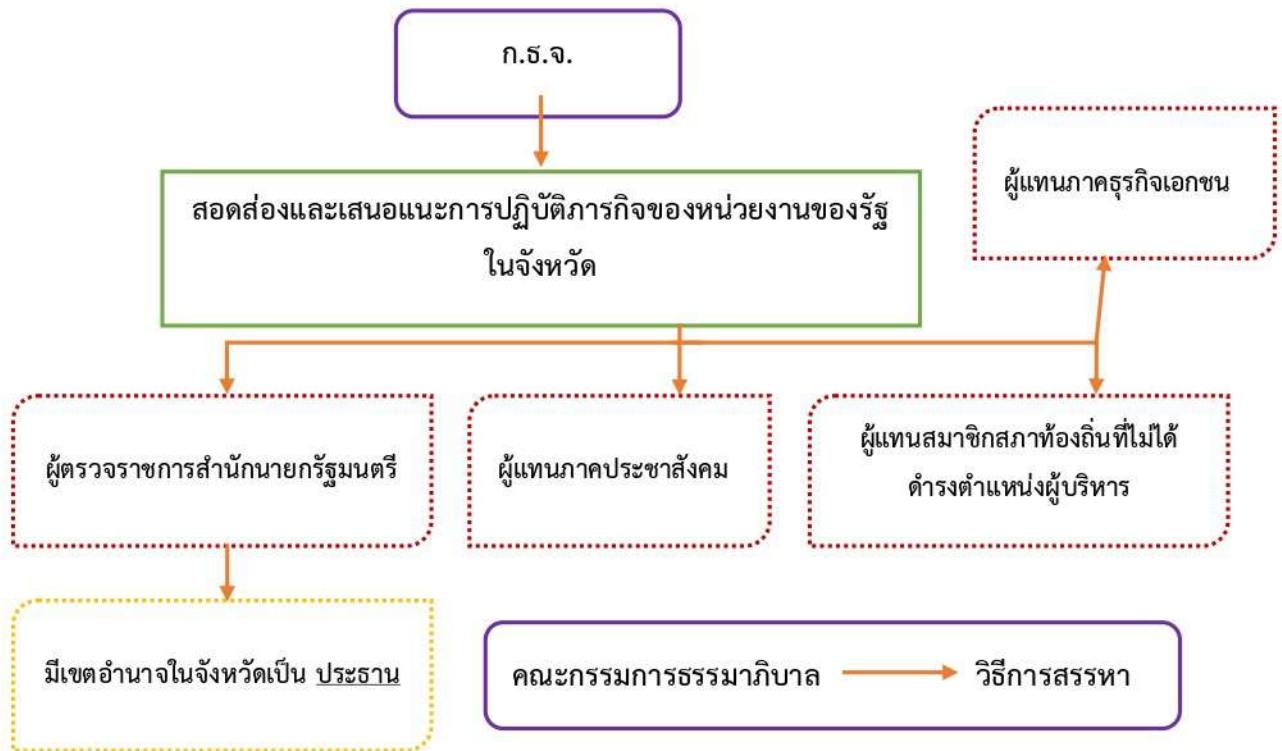 ก.ธ.จ.
สอดส่องและเสนอแนะการปฏิบัติภารกิจของหน่วยงานของรัฐ
ในจังหวัด
ผู้แทนภาคธุรกิจเอกชน
ผู้ตรวจราชการสำนักนายกรัฐมนตรี
ผู้แทนภาคประชาสังคม
ผู้แทนสมาชิกสภาท้องถิ่นที่ไม่ได้
ดำรงตำแหน่งผู้บริหาร
มีเขตอำนาจในจังหวัดเป็น ประธาน
คณะกรรมการธรรมาภิบาล วิธีการสรรหา